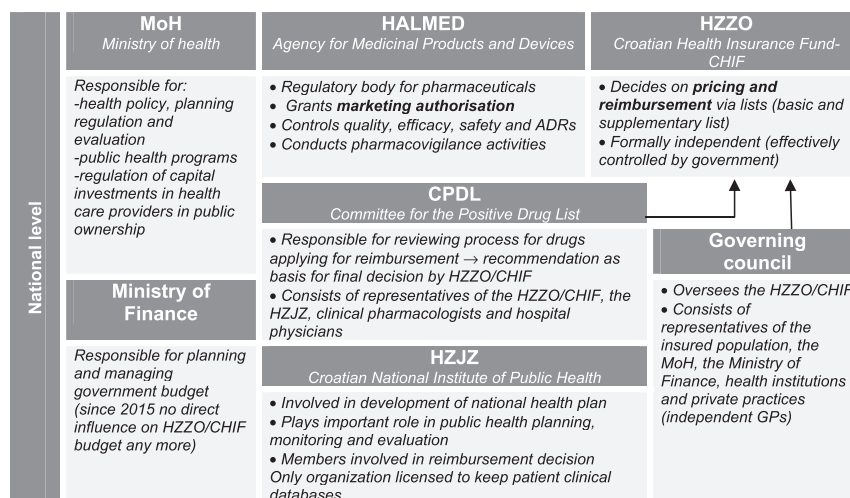 National level
MoH
Ministry of health
Responsible for:
-health policy, planning
regulation and
evaluation
-public health programs
-regulation of capital
investments in health
care providers in public
ownership
Ministry of
Finance
Responsible for planning
and managing
government budget
(since 2015 no direct
influence on HZZO/CHIF
budget any more)
HALMED
Agency for Medicinal Products and Devices
• Regulatory body for pharmaceuticals
• Grants marketing authorisation
• Controls quality, efficacy, safety and ADRs
• Conducts pharmacovigilance activities
HZZO
Croatian Health Insurance Fund-
CHIF
• Decides on pricing and
reimbursement via lists (basic and
supplementary list)
• Formally independent (effectively
controlled by government)
CPDL
Committee for the Positive Drug List
• Responsible for reviewing process for drugs
applying for reimbursement → recommendation as
basis for final decision by HZZO/CHIF
• Consists of representatives of the HZZO/CHIF, the
HZJZ, clinical pharmacologists and hospital
physicians
HZJZ
Croatian National Institute of Public Health
• Involved in development of national health plan
• Plays important role in public health planning,
monitoring and evaluation
• Members involved in reimbursement decision
Only organization licensed to keep patient clinical
databases
Governing
council
• Oversees the HZZO/CHIF
• Consists of
representatives of the
insured population, the
MoH, the Ministry of
Finance, health institutions
and private practices
(independent GPs)